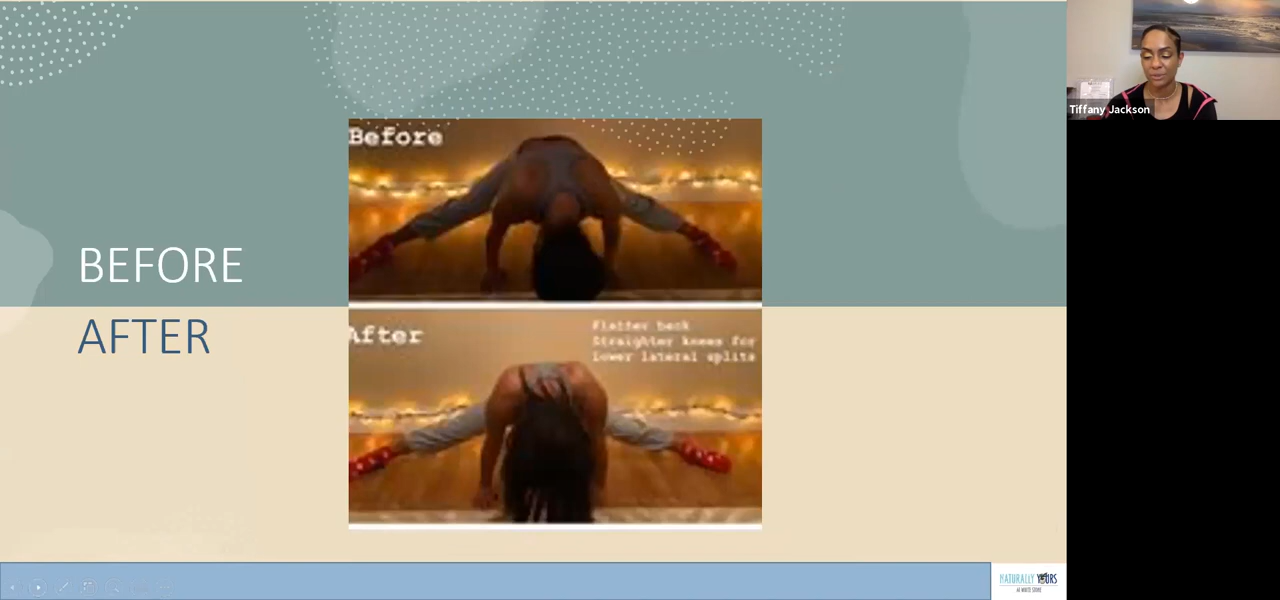 BEFORE
AFTER
Before
After
Flatter back
Straighter knees for
lower lateral splits
Tiffany Jackson
NATURALLY YOURS